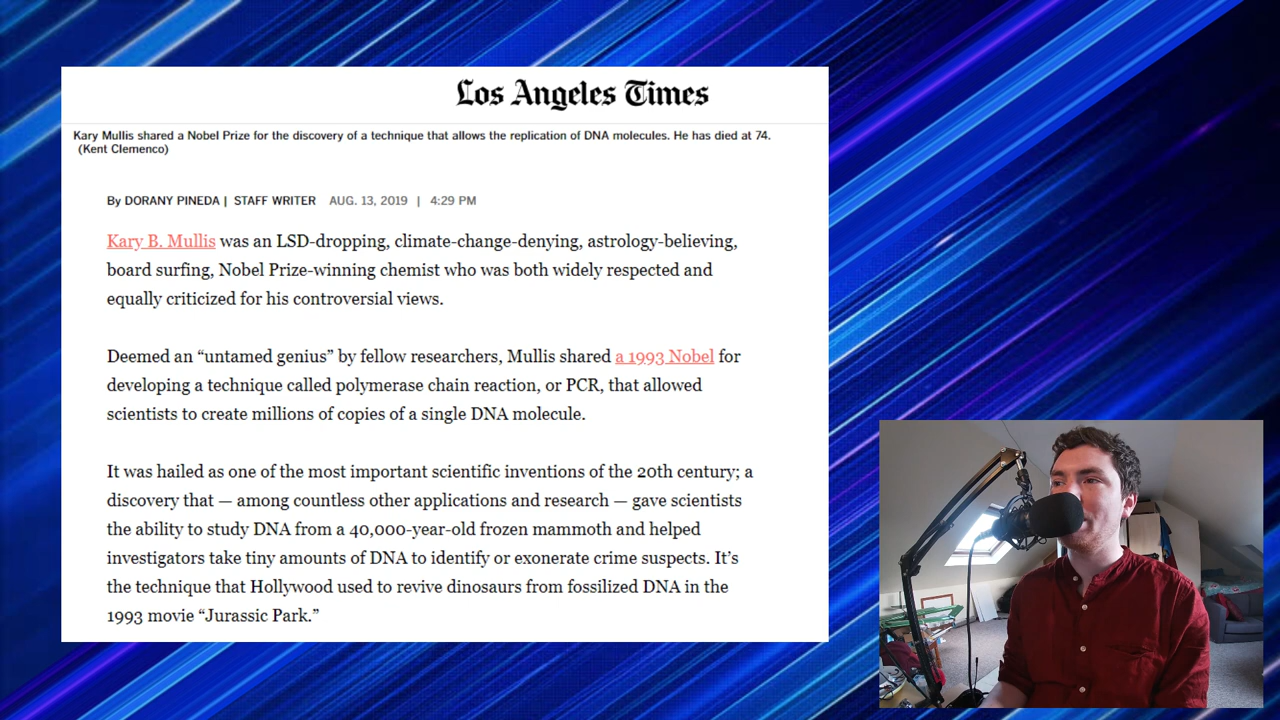 Los Angeles Times
Kary Mullis shared a Nobel Prize for the discovery of a technique that allows the replication of DNA molecules. He has died at 74.
(Kent Clemenco)
By DORANY PINEDA | STAFF WRITER AUG. 13, 2019 | 4:29 PM
Kary B. Mullis was an LSD-dropping, climate-change-denying, astrology-believing,
board surfing, Nobel Prize-winning chemist who was both widely respected and
equally criticized for his controversial views.
Deemed an “untamed genius” by fellow researchers, Mullis shared a 1993 Nobel for
developing a technique called polymerase chain reaction, or PCR, that allowed
scientists to create millions of copies of a single DNA molecule.
It was hailed as one of the most important scientific inventions of the 20th century; a
discovery that — among countless other applications and research — gave scientists
the ability to study DNA from a 40,000-year-old frozen mammoth and helped
investigators take tiny amounts of DNA to identify or exonerate crime suspects. It’s
the technique that Hollywood used to revive dinosaurs from fossilized DNA in the
1993 movie “Jurassic Park.”